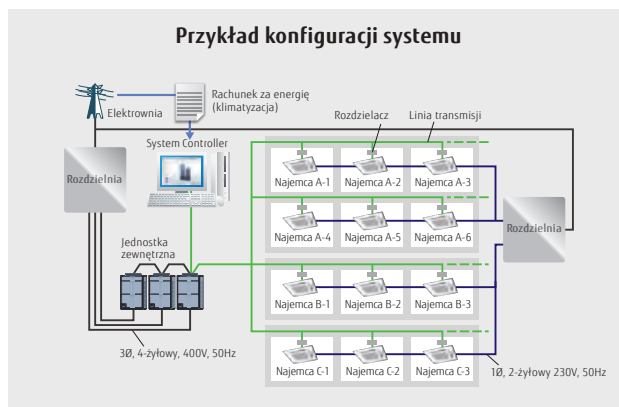 Przykład konfiguracji systemu
Elektrownia
Rachunek za energię
(klimatyzacja)
Rozdzielacz
Linia transmisji
System Controller
Rozdzielnia
Najemca A-1
Najemca A-2
Najemca A-3
Najemca A-4
Najemca A-5
Najemca A-6
Rozdzielnia
Jednostka
zewnętrzna
Najemca B-1
Najemca B-2
Najemca B-3
3Ø, 4-żyłowy, 400V, 50Hz
Najemca C-1
Najemca C-2
Najemca C-3
1Ø, 2-żyłowy 230V, 50Hz